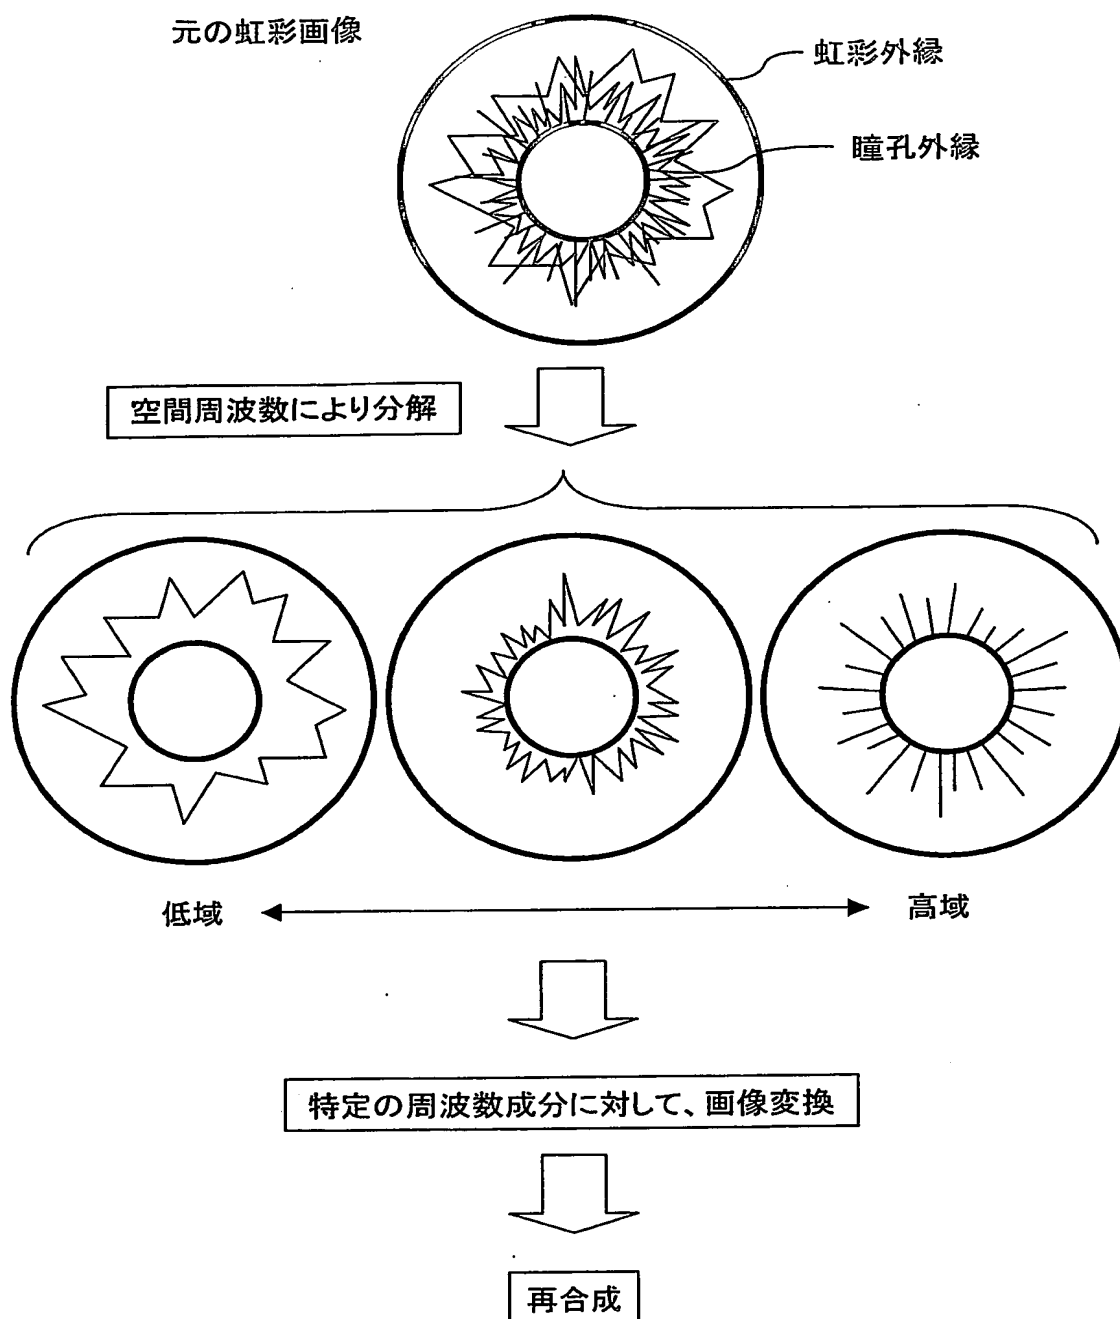 元の虹彩画像
虹彩外縁
瞳孔外縁
空間周波数により分解
低域
高域
特定の周波数成分に対して、画像変換
再合成